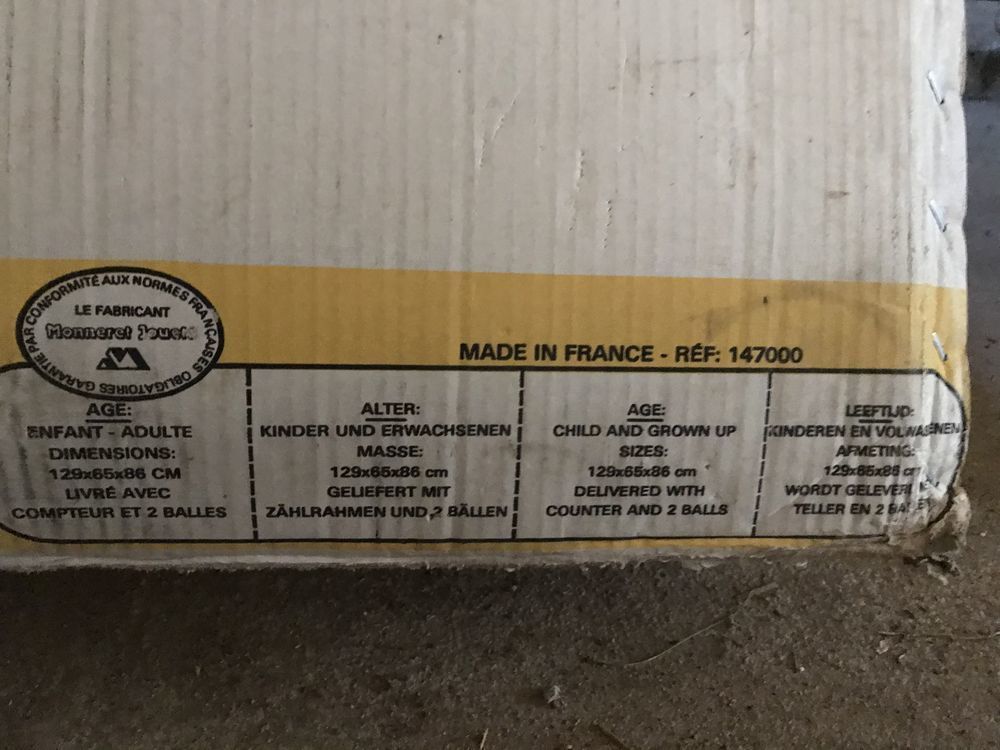 CONFORMITÉ AUX NORMES FRANÇAISES OBLIGATOIRES GARANTIE PAR
LE FABRICANT
Monneret Jouets
MADE IN FRANCE - RÉF: 147000
AGE:
ENFANT - ADULTE
DIMENSIONS:
129x65x86 CM
LIVRÉ AVEC
COMPTEUR ET 2 BALLES
ALTER:
KINDER UND ERWACHSENEN
MASSE:
129x65x86 cm
GELIEFERT MIT
ZÄHLRAHMEN UND 2 BÄLLEN
AGE:
CHILD AND GROWN UP
SIZES:
129x65x86 cm
DELIVERED WITH
COUNTER AND 2 BALLS
LEEFTIJD:
KINDEREN EN VOLWASSENEN
AFMETING:
129x65x86 cm
WORDT GELEVERD
TELLER EN 2